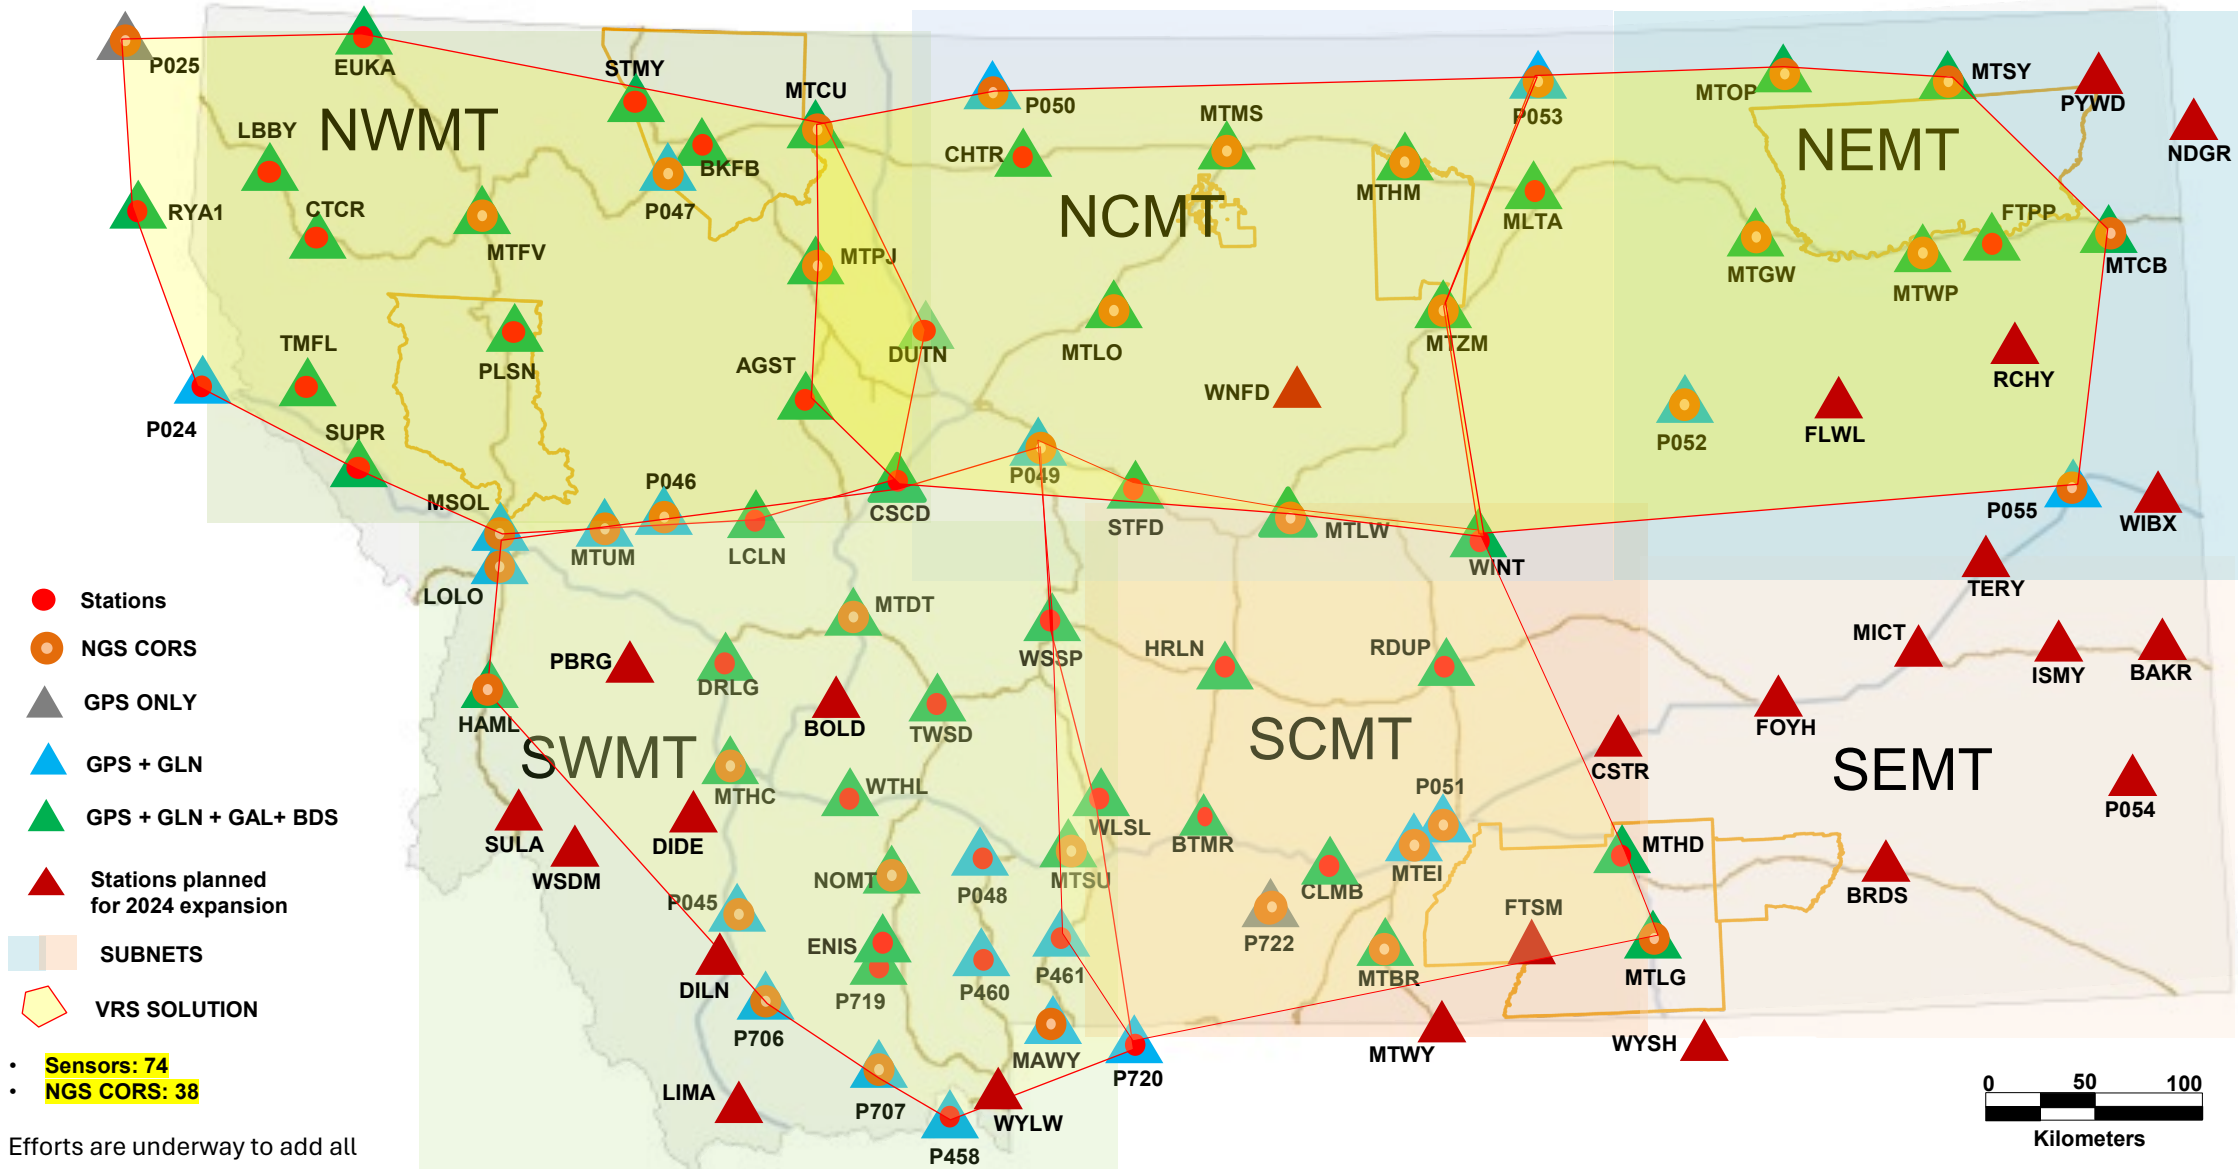 P025
EUKA
STMY
MTCU
P050
P053
MTOP
MTSY
PYWD
NDGR
LBBY
NWMT
BKFB
CHTR
MTMS
MTHM
NEMT
RYA1
CTCR
MTFV
P047
NCMT
MLTA
FTPP
MTGW
MTWP
MTCB
MTPJ
TMFL
PLSN
AGST
DUTN
MTLO
MTZM
WNFD
RCHY
P024
SUPR
P052
FLWL
MSOL
P046
P049
CSCD
STFD
MTLW
P055
WIBX
MTUM
LCLN
WINT
LOLO
TERY
Stations
NGS CORS
GPS ONLY
GPS + GLN
GPS + GLN + GAL+ BDS
Stations planned
for 2024 expansion
SUBNETS
VRS SOLUTION
• Sensors: 74
• NGS CORS: 38
Efforts are underway to add all
MTDT
PBRG
DRLG
WSSP
HRLN
RDUP
MICT
ISMY
BAKR
HAML
BOLD
TWSD
FOYH
SWMT
SCMT
SEMT
CSTR
MTHC
WTHL
P051
P054
SULA
DIDE
WLSL
BTMR
MTHD
WSDM
NOMT
P048
MTSU
CLMB
MTEI
BRDS
P045
FTSM
ENIS
P722
DILN
P719
P460
P461
MTBR
MTLG
P706
MAWY
MTWY
WYSH
LIMA
P707
P720
WYLW
P458
0 50 100
Kilometers